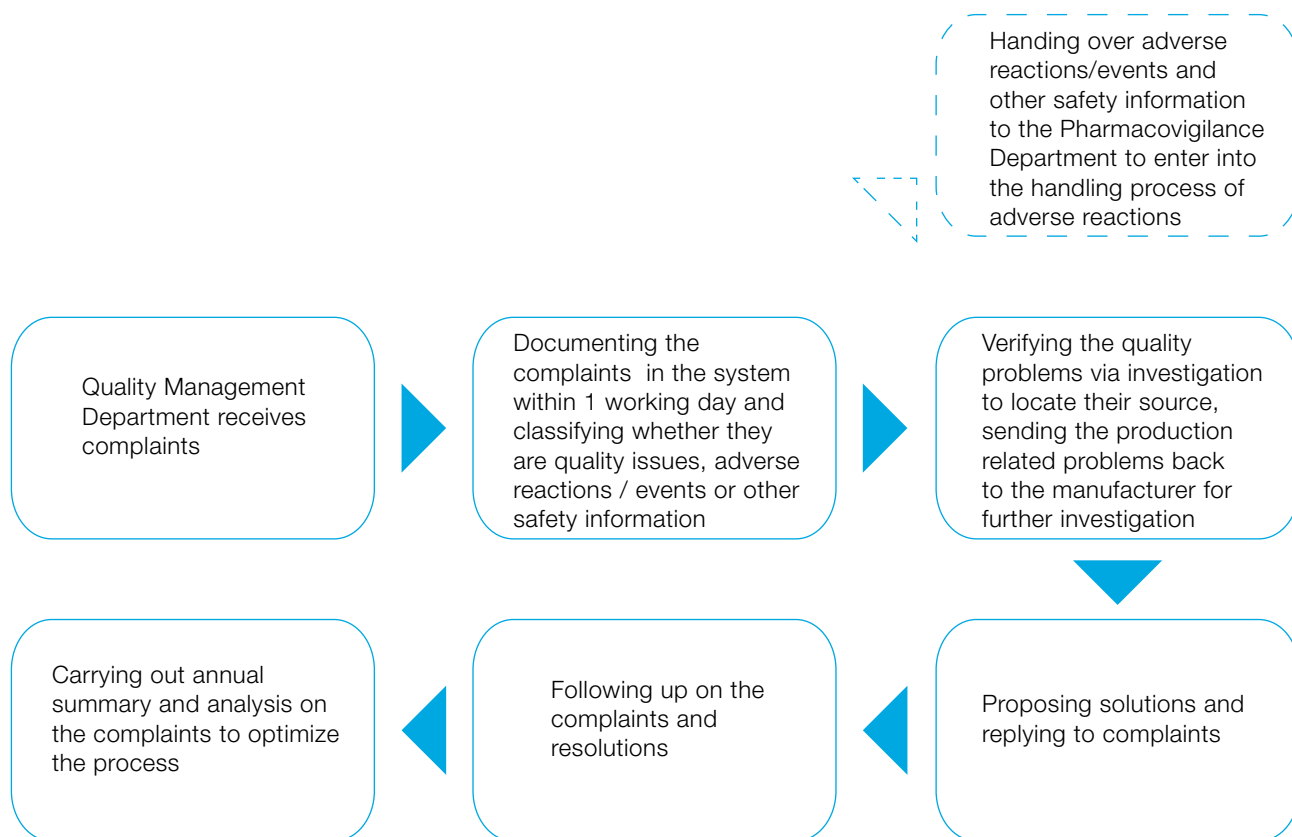 Handing over adverse
reactions/events and
other safety information
to the Pharmacovigilance
Department to enter into
the handling process of
adverse reactions
Quality Management
Department receives
complaints
Documenting the
complaints  in the system
within 1 working day and
classifying whether they
are quality issues, adverse
reactions / events or other
safety information
Verifying the quality
problems via investigation
to locate their source,
sending the production
related problems back
to the manufacturer for
further investigation
Proposing solutions and
replying to complaints
Following up on the
complaints and
resolutions
Carrying out annual
summary and analysis on
the complaints to optimize
the process